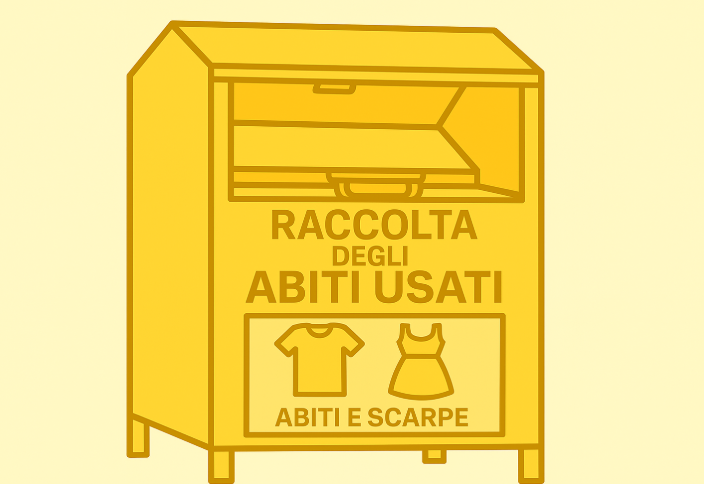 RACCOLTA
DEGLI
ABITI USATI
ABITI E SCARPE